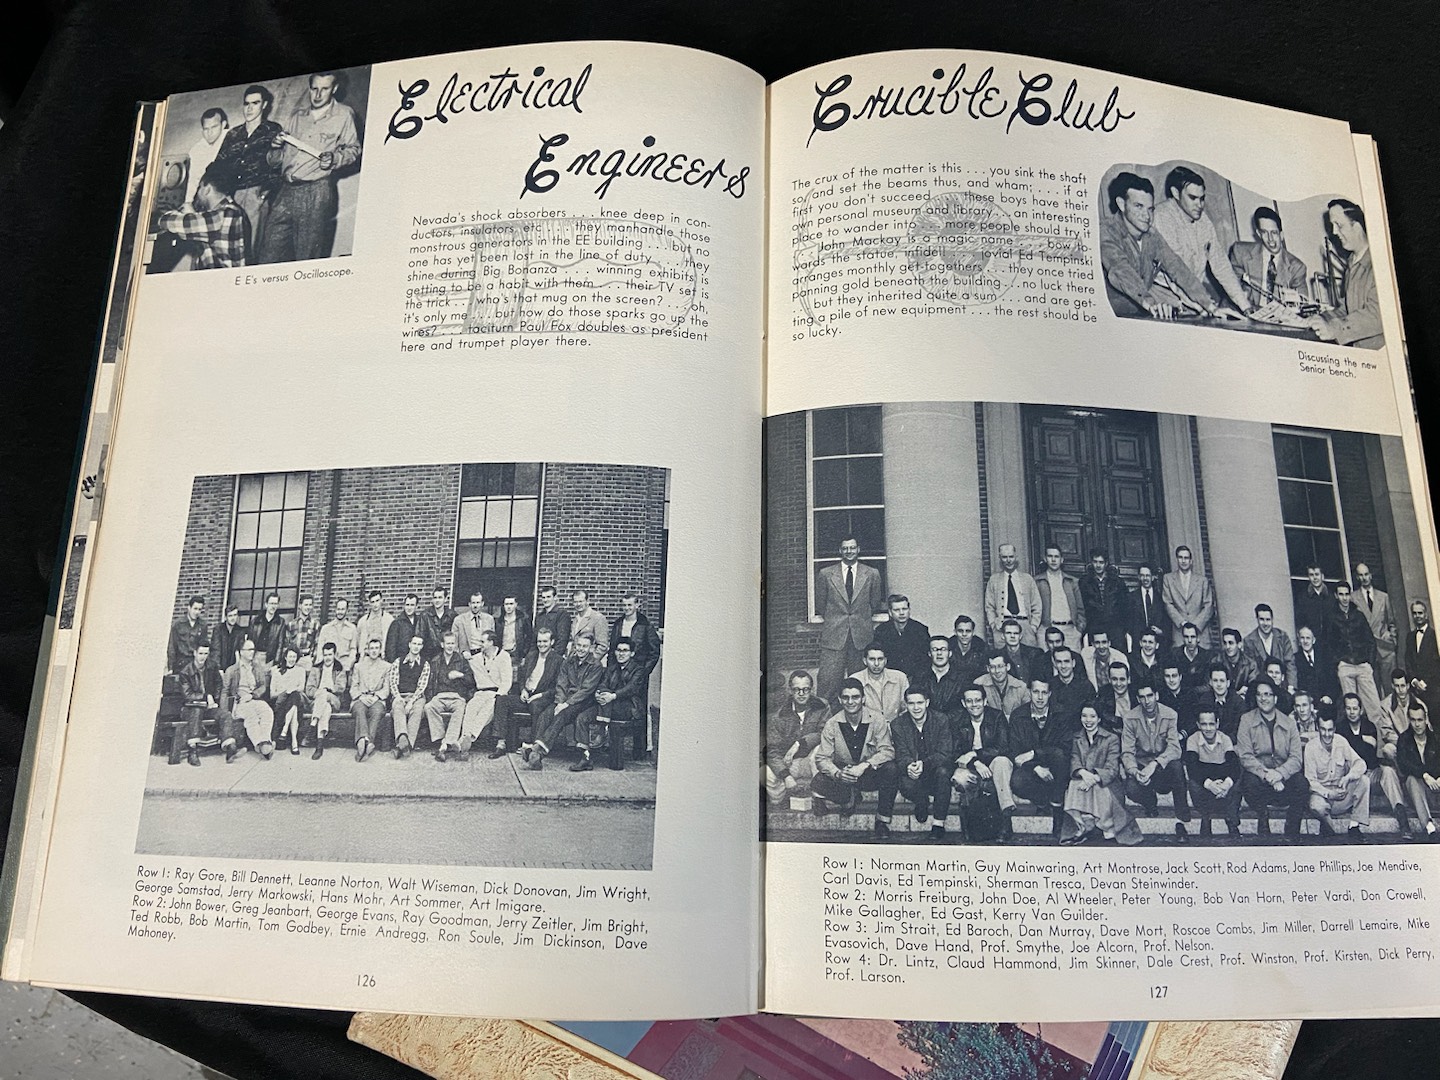 Electrical
Engineers
E E's versus Oscilloscope.
Nevada's shock absorbers . . . knee deep in con-
ductors, insulators, etc . . . they manhandle those
monstrous generators in the EE building . . . but no
one has yet been lost in the line of duty . . . they
shine during Big Bonanza . . . winning exhibits is
getting to be a habit with them . . . their TV set is
the trick . . . who's that mug on the screen? . . . oh,
it's only me . . . but how do those sparks go up the
wires? . . . taciturn Paul Fox doubles as president
here and trumpet player there.
Row 1: Ray Gore, Bill Dennett, Leanne Norton, Walt Wiseman, Dick Donovan, Jim Wright,
George Samstad, Jerry Markowski, Hans Mohr, Art Sommer, Art Imigare.
Row 2: John Bower, Greg Jeanbart, George Evans, Ray Goodman, Jerry Zeitler, Jim Bright,
Ted Robb, Bob Martin, Tom Godbey, Ernie Andregg, Ron Soule, Jim Dickinson, Dave
Mahoney.
126
Crucible Club
The crux of the matter is this . . . you sink the shaft
so, and set the beams thus, and wham; . . . if at
first you don't succeed . . . these boys have their
own personal museum and library . . . an interesting
place to wander into . . . more people should try it
. . . John Mackay is a magic name . . . bow to-
wards the statue, infidel . . . jovial Ed Tempinski
arranges monthly get-togethers . . . they once tried
panning gold beneath the building . . . no luck there
. . . but they inherited quite a sum . . . and are get-
ting a pile of new equipment . . . the rest should be
so lucky.
Discussing the new
Senior bench.
Row 1: Norman Martin, Guy Mainwaring, Art Montrose, Jack Scott, Rod Adams, Jane Phillips, Joe Mendive,
Carl Davis, Ed Tempinski, Sherman Tresca, Devan Steinwinder.
Row 2: Morris Freiburg, John Doe, Al Wheeler, Peter Young, Bob Van Horn, Peter Vardi, Don Crowell,
Mike Gallagher, Ed Gast, Kerry Van Guilder.
Row 3: Jim Strait, Ed Baroch, Dan Murray, Dave Mort, Roscoe Combs, Jim Miller, Darrell Lemaire, Mike
Evasovich, Dave Hand, Prof. Smythe, Joe Alcorn, Prof. Nelson.
Row 4: Dr. Lintz, Claud Hammond, Jim Skinner, Dale Crest, Prof. Winston, Prof. Kirsten, Dick Perry,
Prof. Larson.
127